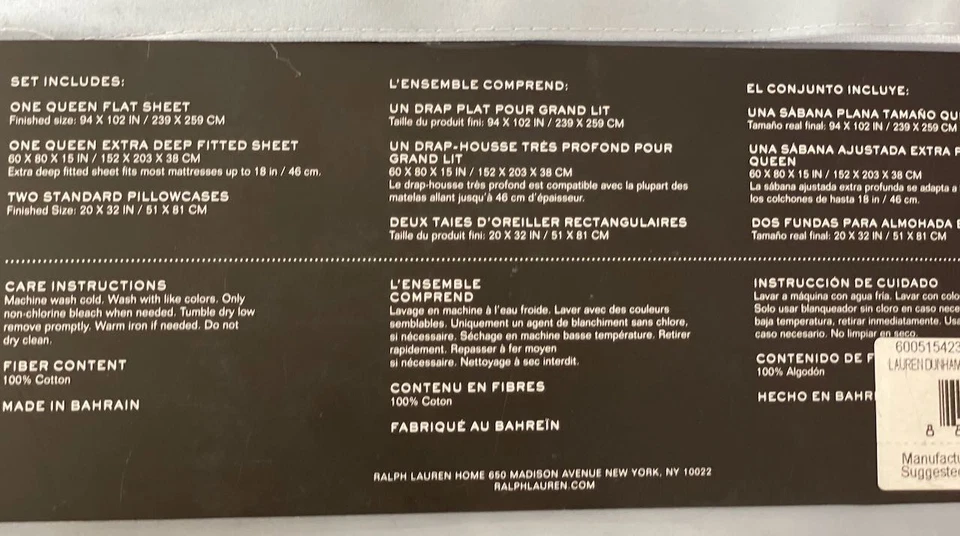 SET INCLUDES:
ONE QUEEN FLAT SHEET
Finished size: 94 X 102 IN / 239 X 259 CM
ONE QUEEN EXTRA DEEP FITTED SHEET
60 X 80 X 15 IN / 152 X 203 X 38 CM
Extra deep fitted sheet fits most mattresses up to 18 in / 46 cm.
TWO STANDARD PILLOWCASES
Finished Size: 20 X 32 IN / 51 X 81 CM
CARE INSTRUCTIONS
Machine wash cold. Wash with like colors. Only
non-chlorine bleach when needed. Tumble dry low
remove promptly. Warm iron if needed. Do not
dry clean.
FIBER CONTENT
100% Cotton
MADE IN BAHRAIN
L'ENSEMBLE COMPREND:
UN DRAP PLAT POUR GRAND LIT
Taille du produit fini: 94 X 102 IN / 239 X 259 CM
UN DRAP-HOUSSE TRÈS PROFOND POUR
GRAND LIT
60 X 80 X 15 IN / 152 X 203 X 38 CM
Le drap-housse très profond est compatible avec la plupart des
matelas allant jusqu'à 46 cm d'épaisseur.
DEUX TAIES D'OREILLER RECTANGULAIRES
Taille du produit fini: 20 X 32 IN / 51 X 81 CM
L'ENSEMBLE
COMPREND
Lavage en machine à l'eau froide. Laver avec des couleurs
semblables. Uniquement un agent de blanchiment sans chlore,
si nécessaire. Séchage en machine basse température. Retirer
rapidement. Repasser à fer moyen
si nécessaire. Nettoyage à sec interdit.
CONTENU EN FIBRES
100% Coton
FABRIQUÉ AU BAHREÏN
EL CONJUNTO INCLUYE:
UNA SÁBANA PLANA TAMAÑO QU
Tamaño real final: 94 X 102 IN / 239 X 259 CM
UNA SÁBANA AJUSTADA EXTRA P
QUEEN
60 X 80 X 15 IN / 152 X 203 X 38 CM
La sábana ajustada extra profunda se adapta a
los colchones de hasta 18 in / 46 cm.
DOS FUNDAS PARA ALMOHADA E
Tamaño real final: 20 X 32 IN / 51 X 81 CM
INSTRUCCIÓN DE CUIDADO
Lavar a máquina con agua fría. Lavar con colo
Solo usar blanqueador sin cloro en caso nece
baja temperatura, retirar inmediatamente. Usa
caso necesario. No limpiar en seco.
CONTENIDO DE F
100% Algodón
HECHO EN BAHR
600515423
LAUREN DUNHAM
8 8
Manufactu
Suggeste
RALPH LAUREN HOME 650 MADISON AVENUE NEW YORK, NY 10022
RALPHLAUREN.COM